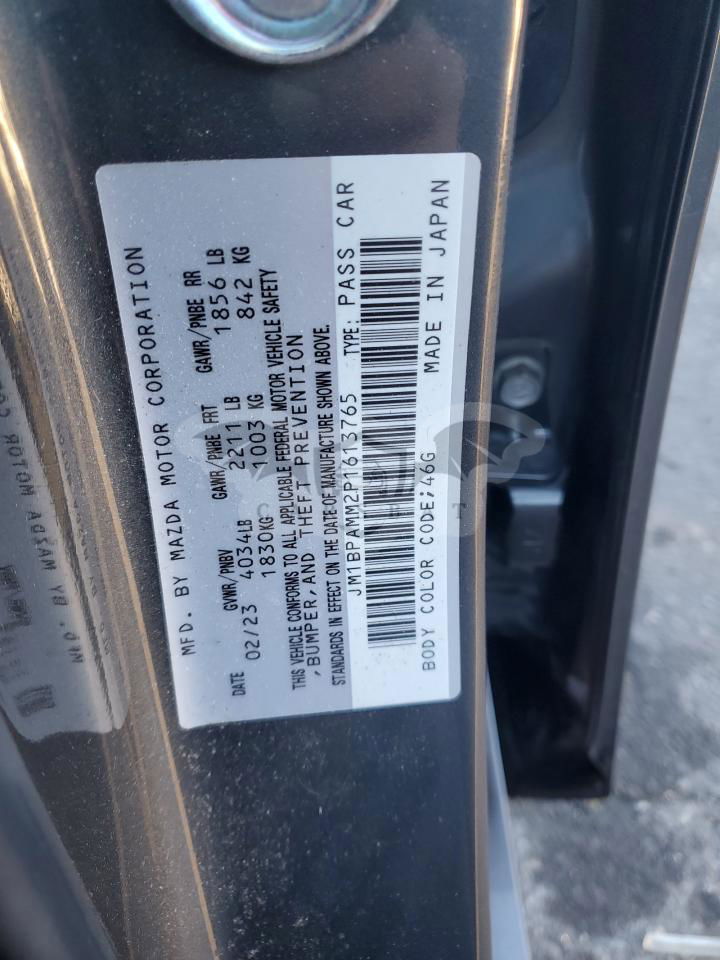 MFD. BY MAZDA MOTOR CORPORATION
GVWR/PNBV GAWR/PNBE FRT GAWR/PNBE RR
DATE 4034LB 2211 LB 1856 LB
02/23 1830KG 1003 KG 842 KG
THIS VEHICLE CONFORMS TO ALL APPLICABLE FEDERAL MOTOR VEHICLE SAFETY
,BUMPER,AND THEFT PREVENTION
STANDARDS IN EFFECT ON THE DATE OF MANUFACTURE SHOWN ABOVE.
JM1BPAMM2P1613765 TYPE: PASS CAR
BODY COLOR CODE;46G MADE IN JAPAN